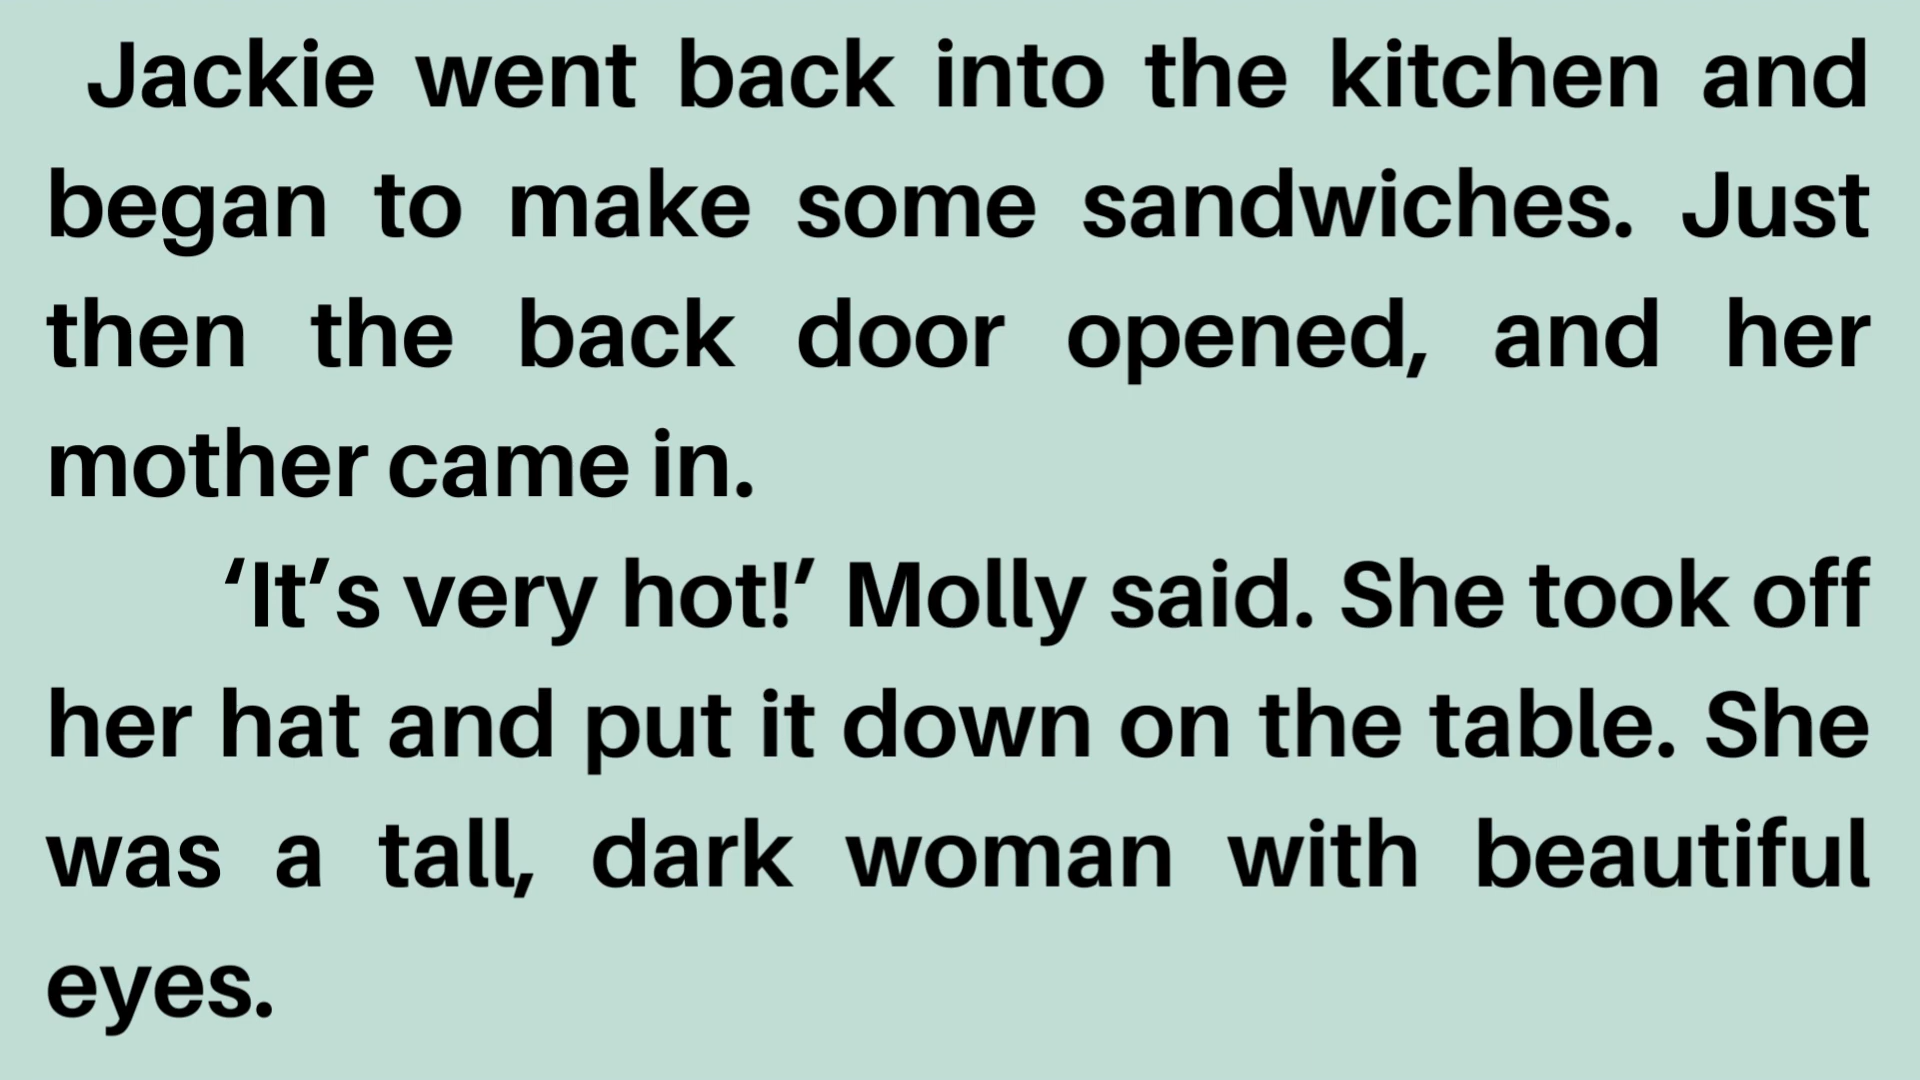 Jackie went back into the kitchen and
began to make some sandwiches. Just
then the back door opened, and her
mother came in.
‘It’s very hot!’ Molly said. She took off
her hat and put it down on the table. She
was a tall, dark woman with beautiful
eyes.